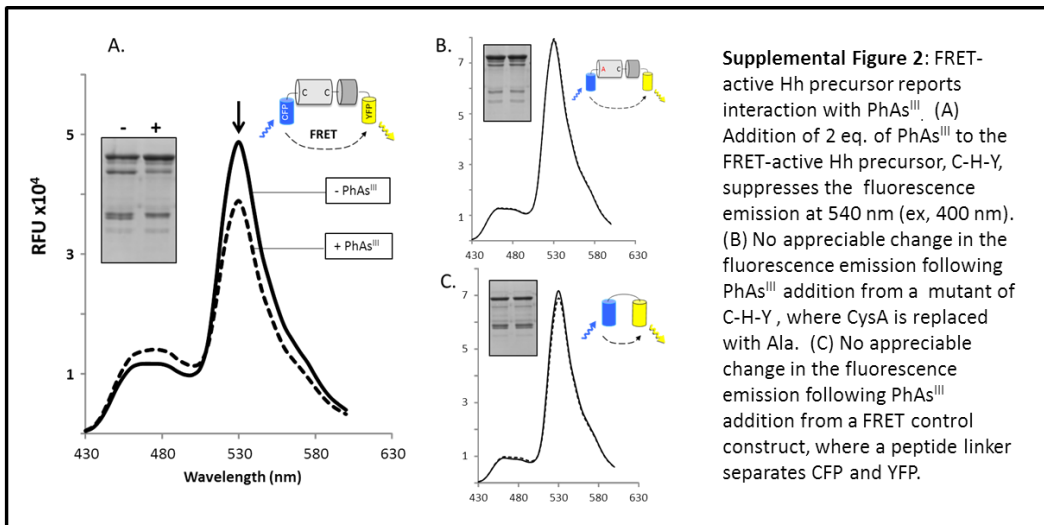 A.
- +
CFP
C C
YFP
FRET
5
3
1
RFU x10⁴
- PhAsᴵᴵᴵ
+ PhAsᴵᴵᴵ
430 480 530 580 630
Wavelength (nm)
B.
A C
7
5
3
1
430 480 530 580 630
C.
7
5
3
1
430 480 530 580 630
Supplemental Figure 2: FRET-
active Hh precursor reports
interaction with PhAsᴵᴵᴵ. (A)
Addition of 2 eq. of PhAsᴵᴵᴵ to the
FRET-active Hh precursor, C-H-Y,
suppresses the fluorescence
emission at 540 nm (ex, 400 nm).
(B) No appreciable change in the
fluorescence emission following
PhAsᴵᴵᴵ addition from a mutant of
C-H-Y , where CysA is replaced
with Ala. (C) No appreciable
change in the fluorescence
emission following PhAsᴵᴵᴵ
addition from a FRET control
construct, where a peptide linker
separates CFP and YFP.